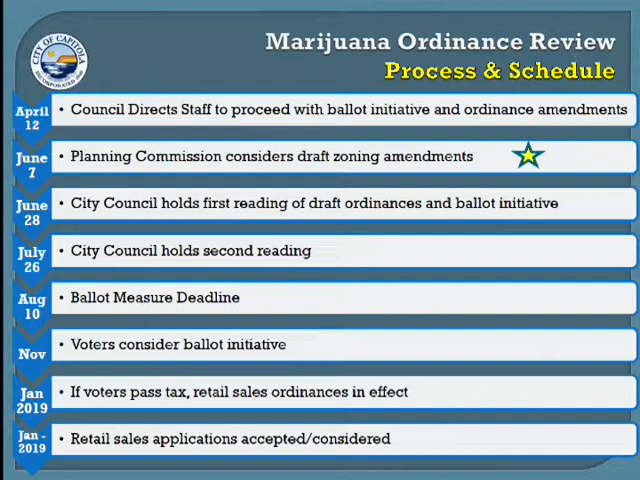 CITY OF CAPITOLA
Marijuana Ordinance Review
Process & Schedule
April 12
• Council Directs Staff to proceed with ballot initiative and ordinance amendments
June 7
• Planning Commission considers draft zoning amendments
June 28
• City Council holds first reading of draft ordinances and ballot initiative
July 26
• City Council holds second reading
Aug 10
• Ballot Measure Deadline
Nov
• Voters consider ballot initiative
Jan 2019
• If voters pass tax, retail sales ordinances in effect
Jan - 2019
• Retail sales applications accepted/considered